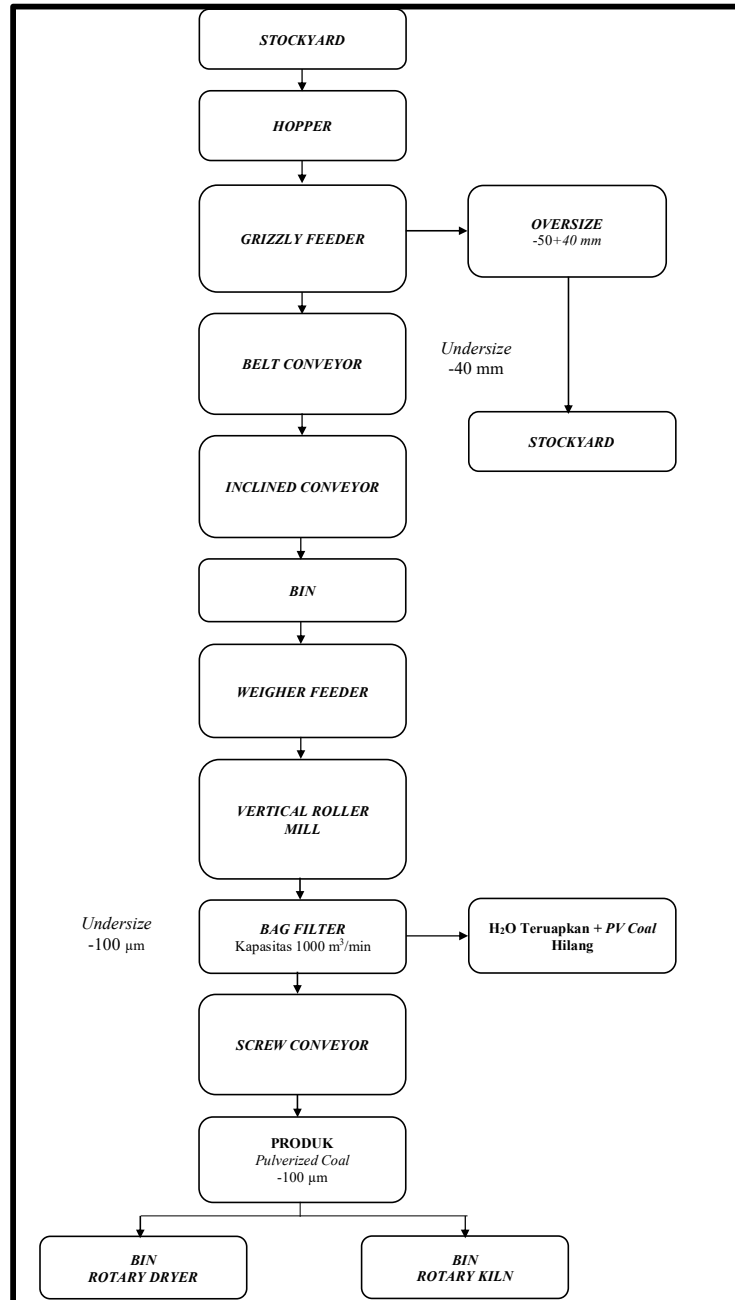 STOCKYARD
HOPPER
GRIZZLY FEEDER
OVERSIZE
-50+40 mm
BELT CONVEYOR
Undersize
-40 mm
STOCKYARD
INCLINED CONVEYOR
BIN
WEIGHER FEEDER
VERTICAL ROLLER
MILL
Undersize
-100 µm
BAG FILTER
Kapasitas 1000 m³/min
H₂O Teruapkan + PV Coal
Hilang
SCREW CONVEYOR
PRODUK
Pulverized Coal
-100 µm
BIN
ROTARY DRYER
BIN
ROTARY KILN